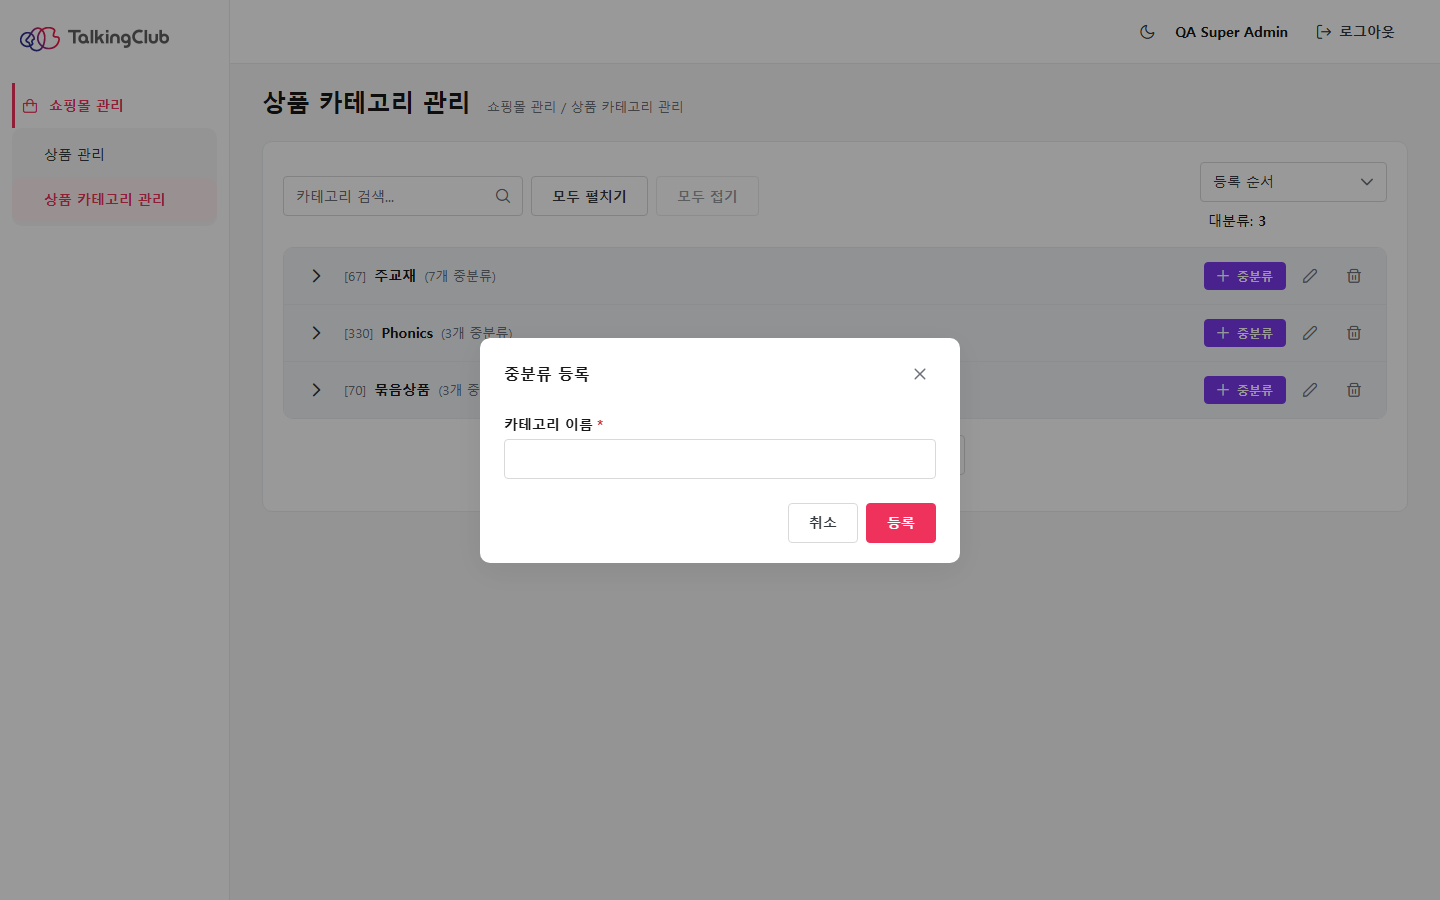 TalkingClub
QA Super Admin
로그아웃
쇼핑몰 관리
상품 관리
상품 카테고리 관리
상품 카테고리 관리
쇼핑몰 관리 / 상품 카테고리 관리
카테고리 검색...
모두 펼치기
모두 접기
등록 순서
대분류: 3
[67] 주교재 (7개 중분류)
중분류
[330] Phonics (3개 중분류)
중분류
[70] 묶음상품 (3개 중
중분류
중분류 등록
카테고리 이름 *
취소
등록